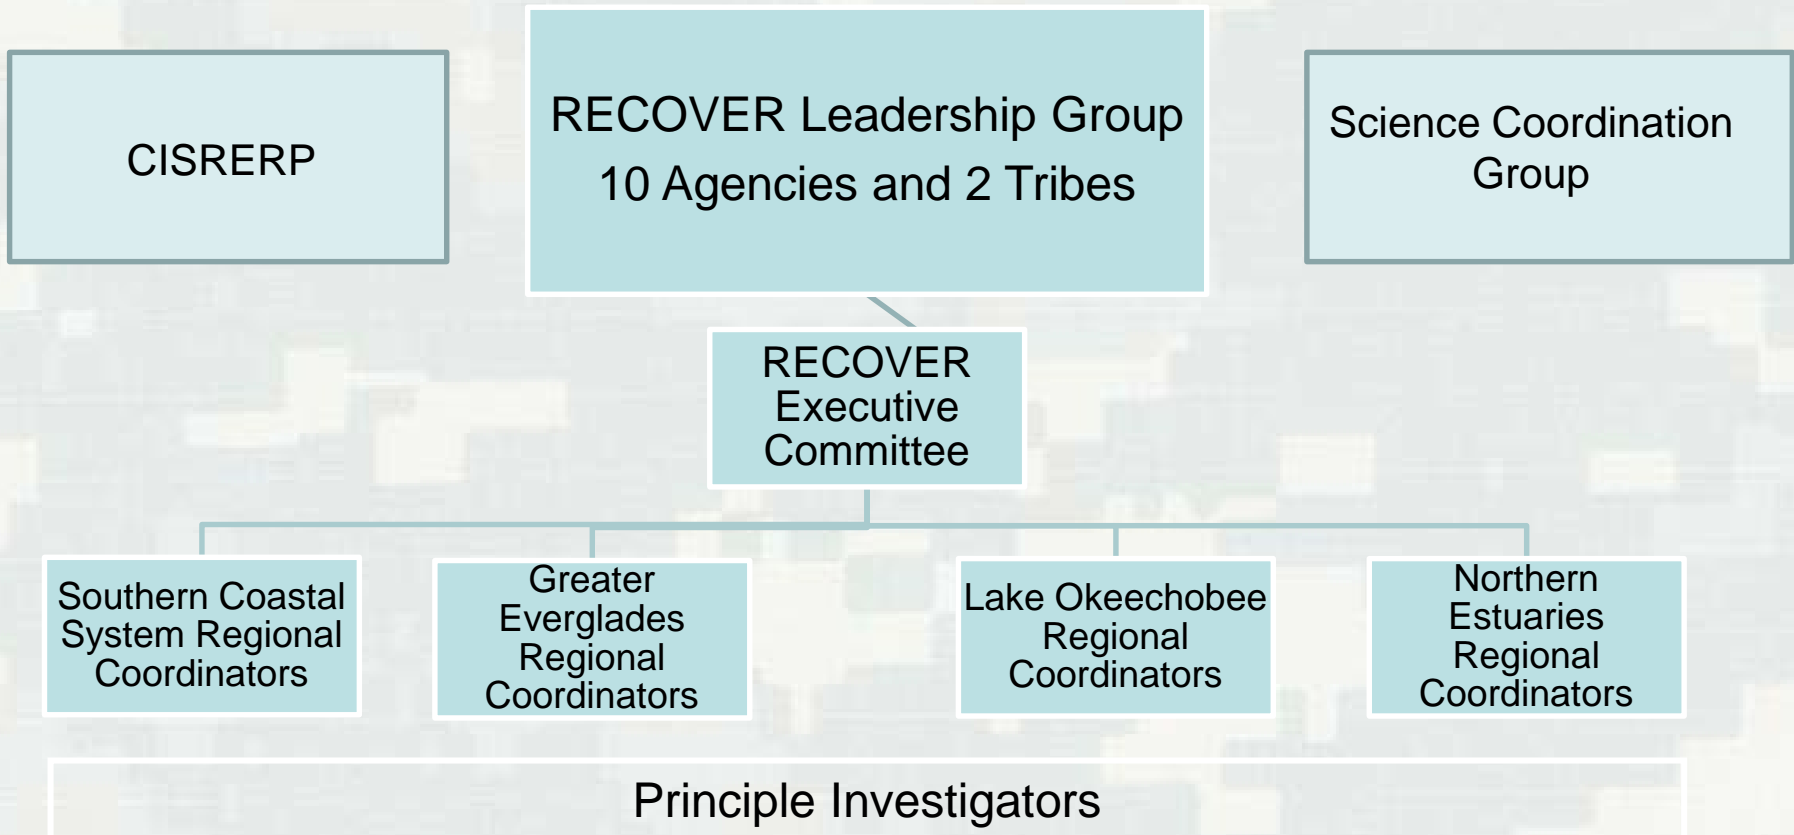 CISRERP
RECOVER Leadership Group
10 Agencies and 2 Tribes
Science Coordination
Group
RECOVER
Executive
Committee
Southern Coastal
System Regional
Coordinators
Greater
Everglades
Regional
Coordinators
Lake Okeechobee
Regional
Coordinators
Northern
Estuaries
Regional
Coordinators
Principle Investigators